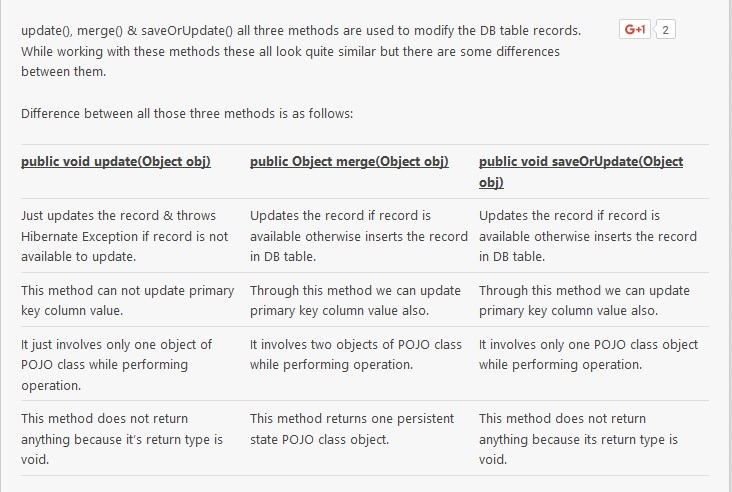 update(), merge() & saveOrUpdate() all three methods are used to modify the DB table records.
While working with these methods these all look quite similar but there are some differences
between them.
G+1 2
Difference between all those three methods is as follows:
public void update(Object obj)
public Object merge(Object obj)
public void saveOrUpdate(Object
obj)
Just updates the record & throws
Hibernate Exception if record is not
available to update.
Updates the record if record is
available otherwise inserts the record
in DB table.
Updates the record if record is
available otherwise inserts the record
in DB table.
This method can not update primary
key column value.
Through this method we can update
primary key column value also.
Through this method we can update
primary key column value also.
It just involves only one object of
POJO class while performing
operation.
It involves two objects of POJO class
while performing operation.
It involves only one POJO class object
while performing operation.
This method does not return
anything because it's return type is
void.
This method returns one persistent
state POJO class object.
This method does not return
anything because its return type is
void.